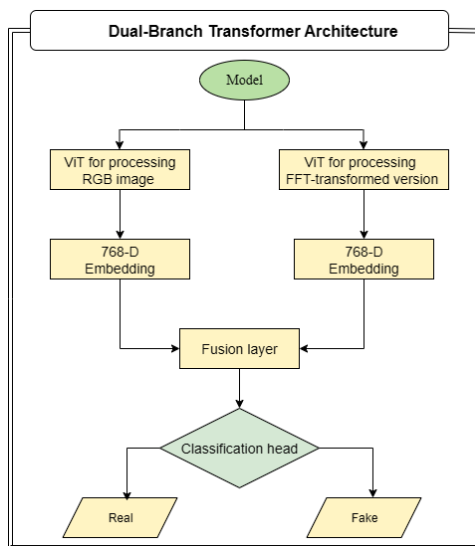 Dual-Branch Transformer Architecture
Model
ViT for processing
RGB image
ViT for processing
FFT-transformed version
768-D
Embedding
768-D
Embedding
Fusion layer
Classification head
Real
Fake